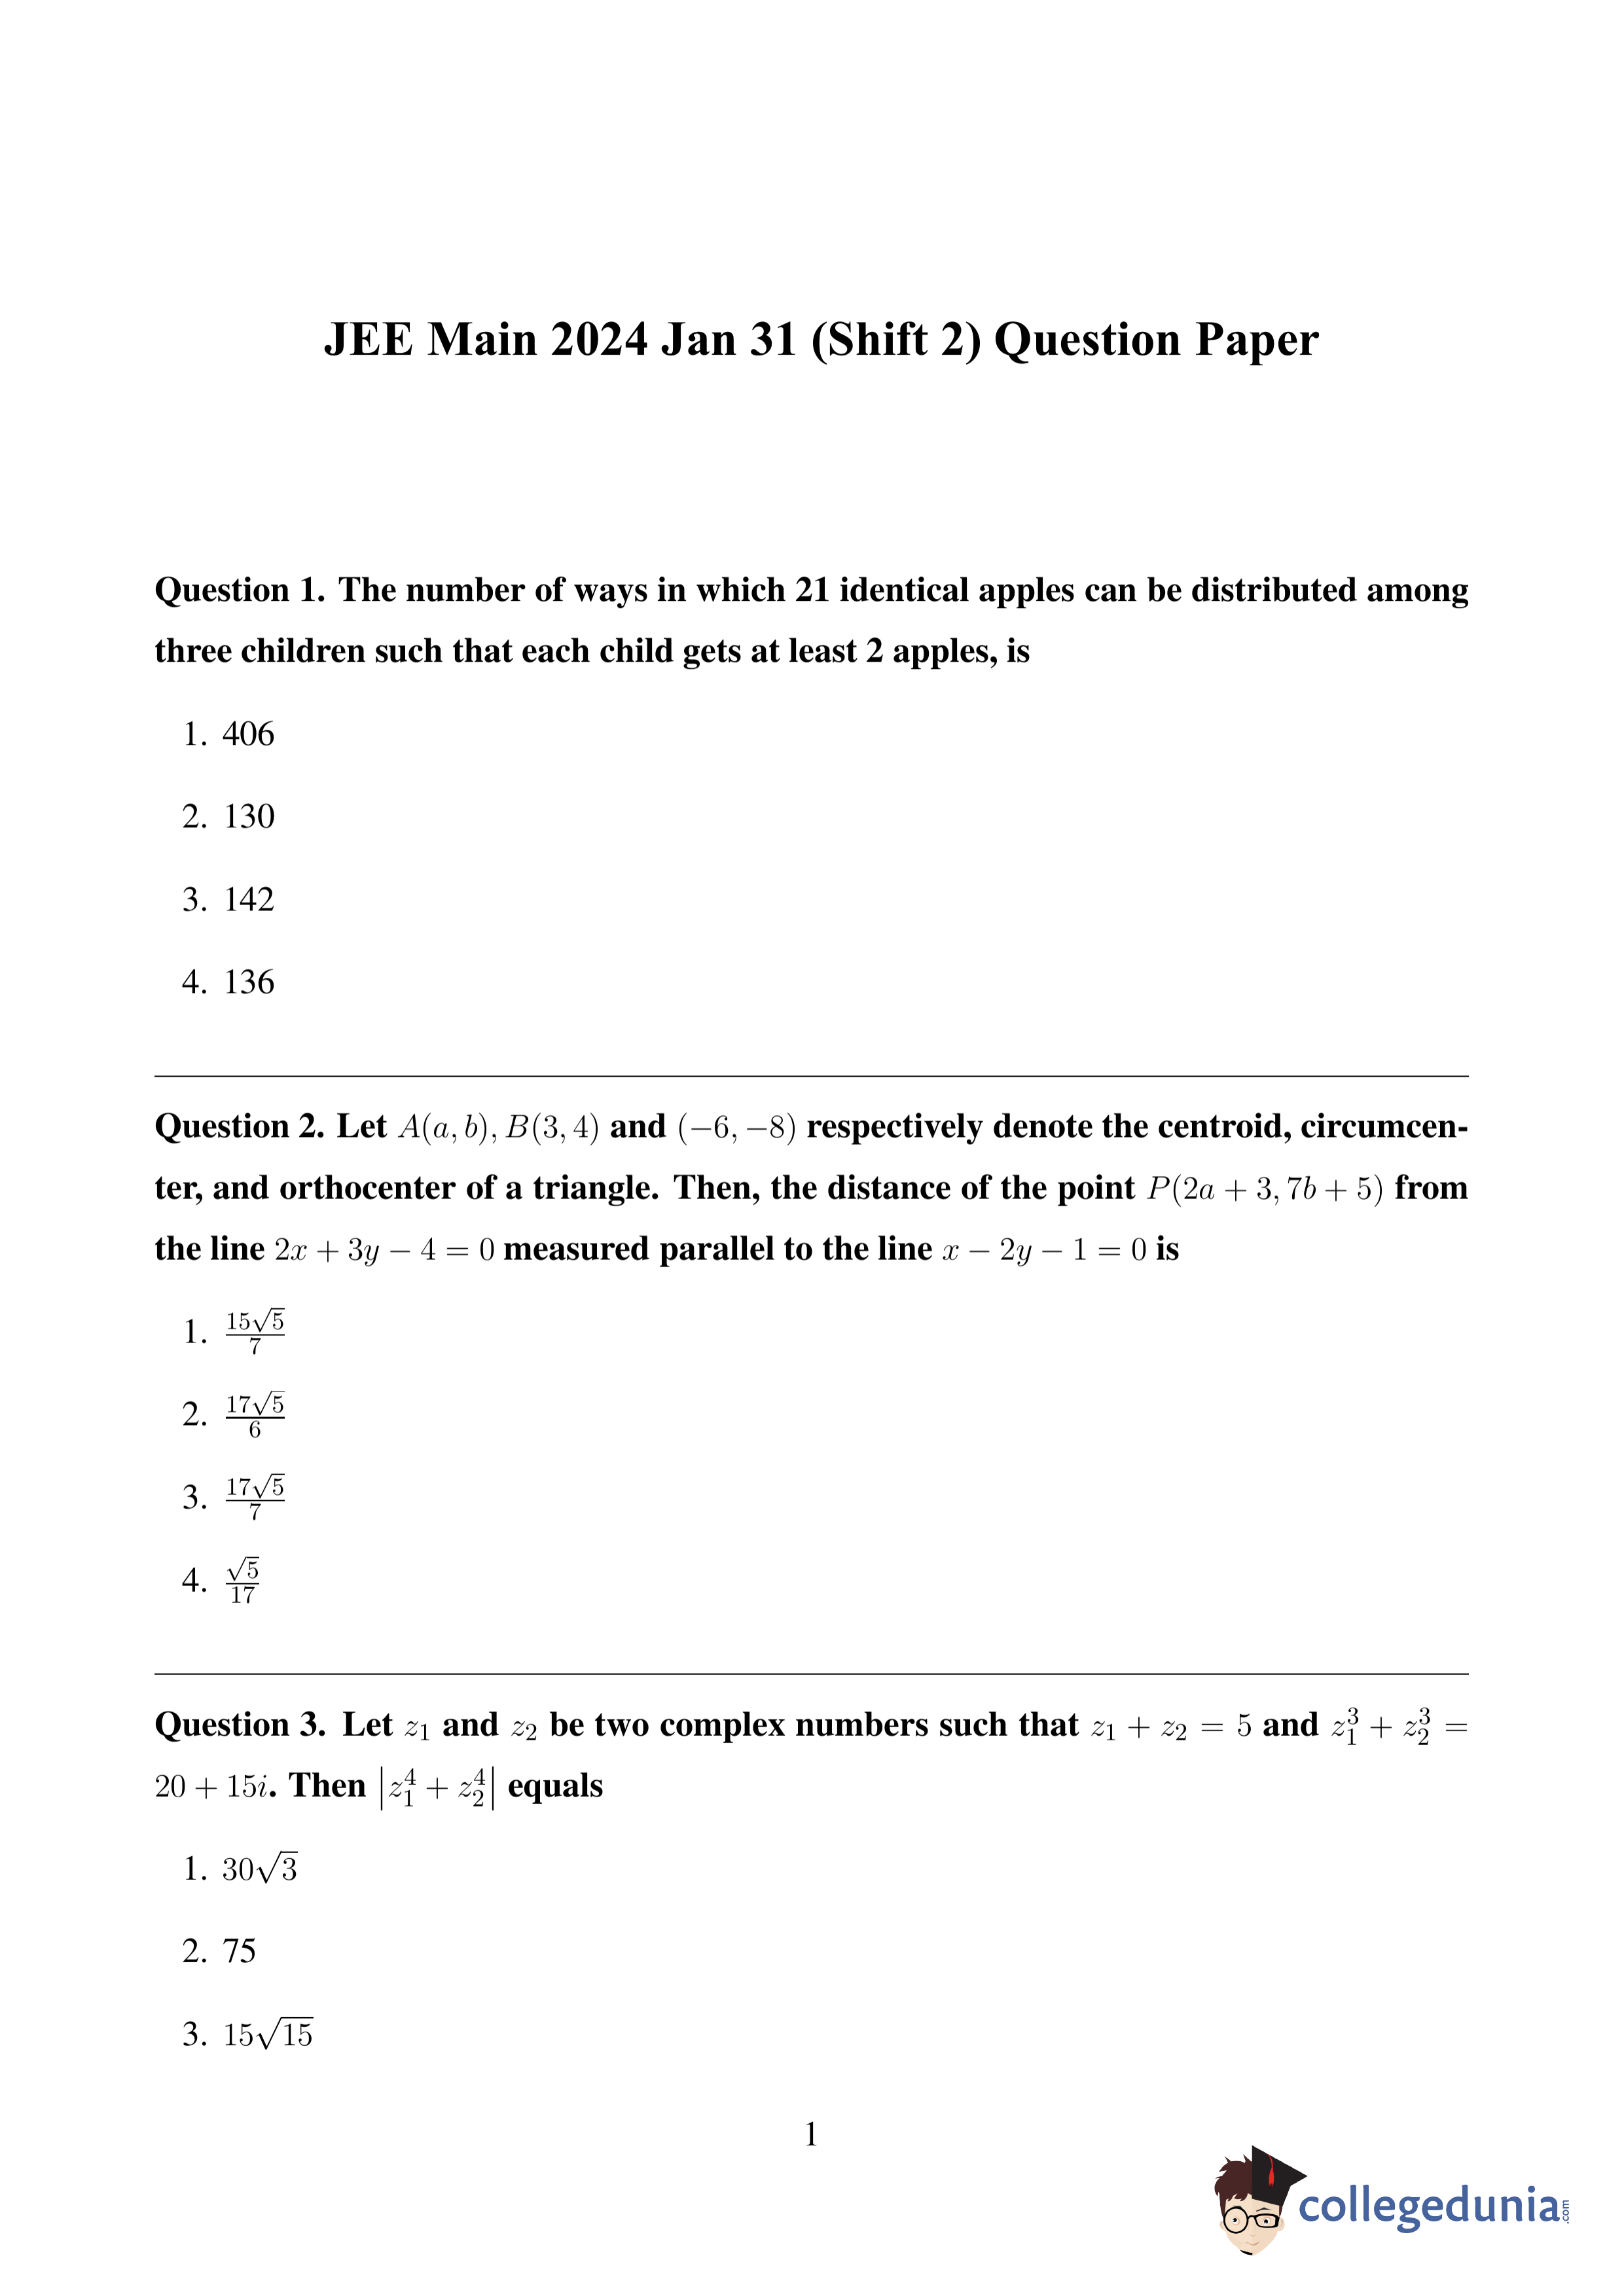 JEE Main 2024 Jan 31 (Shift 2) Question Paper
Question 1. The number of ways in which 21 identical apples can be distributed among
three children such that each child gets at least 2 apples, is
1. 406
2. 130
3. 142
4. 136
Question 2. Let $A(a, b), B(3, 4)$ and $(-6, -8)$ respectively denote the centroid, circumcen-
ter, and orthocenter of a triangle. Then, the distance of the point $P(2a + 3, 7b + 5)$ from
the line $2x + 3y - 4 = 0$ measured parallel to the line $x - 2y - 1 = 0$ is
1. $\frac{15\sqrt{5}}{7}$
2. $\frac{17\sqrt{5}}{6}$
3. $\frac{17\sqrt{5}}{7}$
4. $\frac{\sqrt{5}}{17}$
Question 3. Let $z_1$ and $z_2$ be two complex numbers such that $z_1 + z_2 = 5$ and $z_1^3 + z_2^3 =$
$20 + 15i$. Then $\left|z_1^4 + z_2^4\right|$ equals
1. $30\sqrt{3}$
2. 75
3. $15\sqrt{15}$
1
collegedunia.com